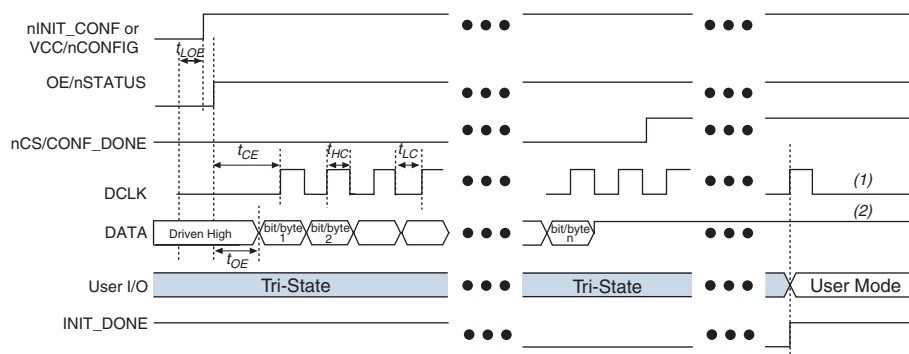 nINIT_CONF or
VCC/nCONFIG
tLOE
OE/nSTATUS
nCS/CONF_DONE
tCE
tHC
tLC
DCLK
(1)
(2)
DATA
Driven High
bit/byte
1
bit/byte
2
bit/byte
n
tOE
User I/O
Tri-State
Tri-State
User Mode
INIT_DONE